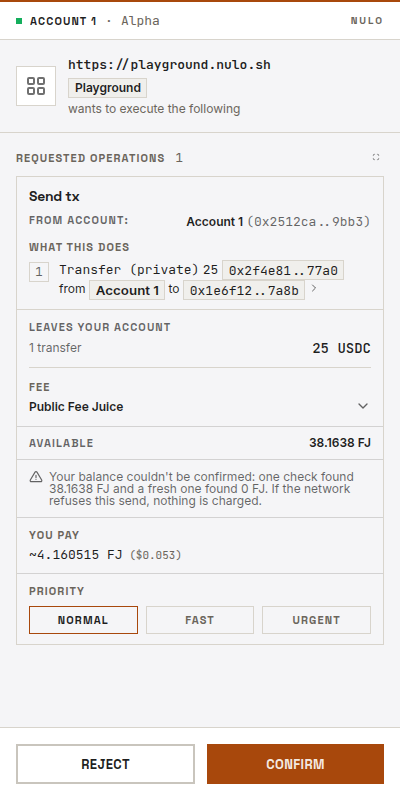 ACCOUNT 1 · Alpha
NULO
https://playground.nulo.sh
Playground
wants to execute the following
REQUESTED OPERATIONS 1
Send tx
FROM ACCOUNT: Account 1 (0x2512ca..9bb3)
WHAT THIS DOES
1 Transfer (private) 25 0x2f4e81..77a0
from Account 1 to 0x1e6f12..7a8b
LEAVES YOUR ACCOUNT
1 transfer 25 USDC
FEE
Public Fee Juice
AVAILABLE 38.1638 FJ
Your balance couldn't be confirmed: one check found
38.1638 FJ and a fresh one found 0 FJ. If the network
refuses this send, nothing is charged.
YOU PAY
~4.160515 FJ ($0.053)
PRIORITY
NORMAL FAST URGENT
REJECT CONFIRM